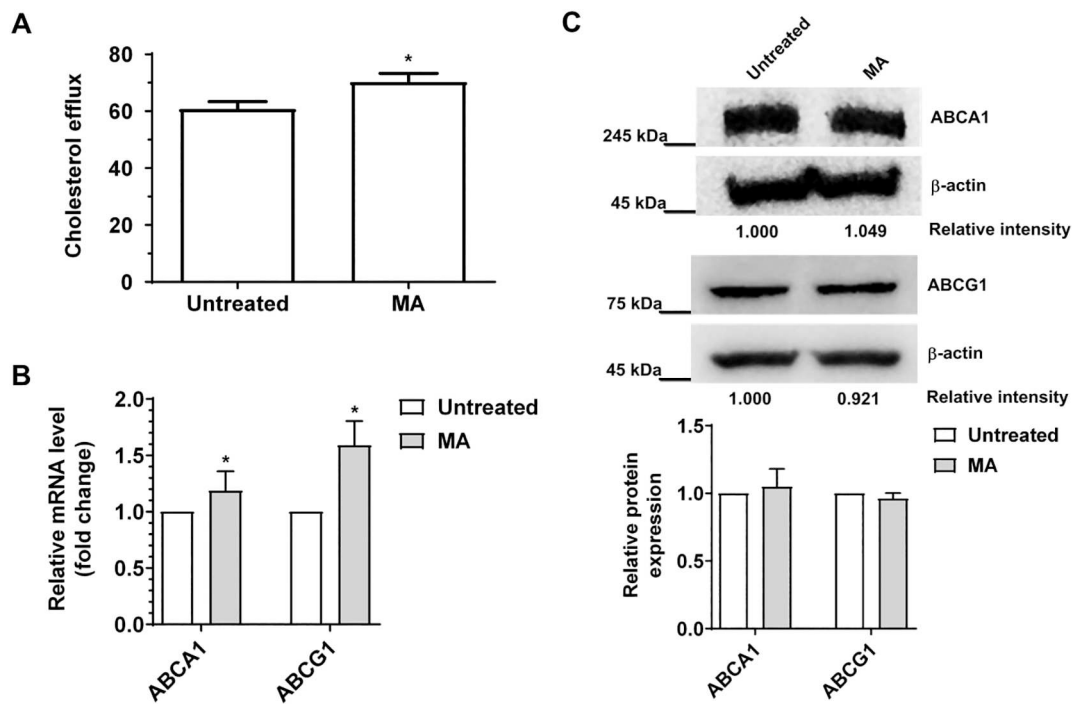 A
Cholesterol efflux
80
60
40
20
0
*
Untreated
MA
B
Relative mRNA level
(fold change)
2.0
1.5
1.0
0.5
0.0
*
*
Untreated
MA
ABCA1
ABCG1
C
Untreated
MA
245 kDa
ABCA1
45 kDa
β-actin
1.000
1.049
Relative intensity
75 kDa
ABCG1
45 kDa
β-actin
1.000
0.921
Relative intensity
Relative protein
expression
1.5
1.0
0.5
0.0
Untreated
MA
ABCA1
ABCG1